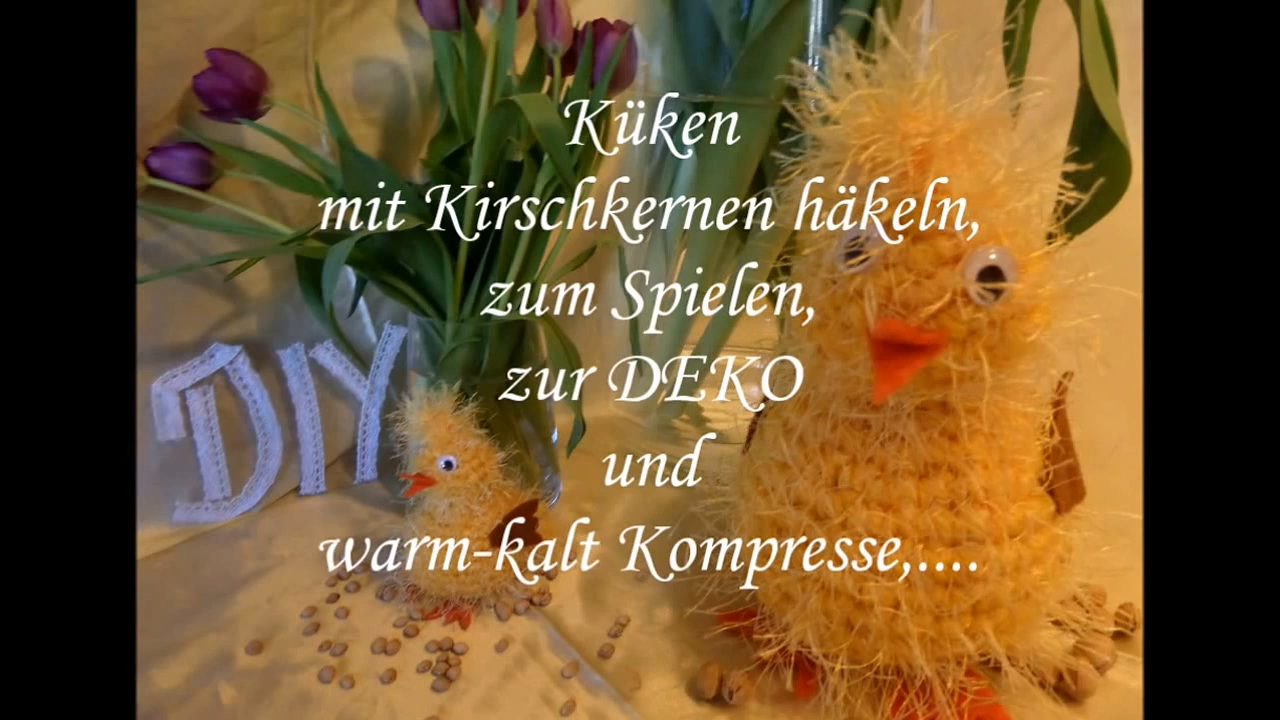 Küken
mit Kirschkernen häkeln,
zum Spielen,
zur DEKO
und
warm-kalt Kompresse,....
DIY